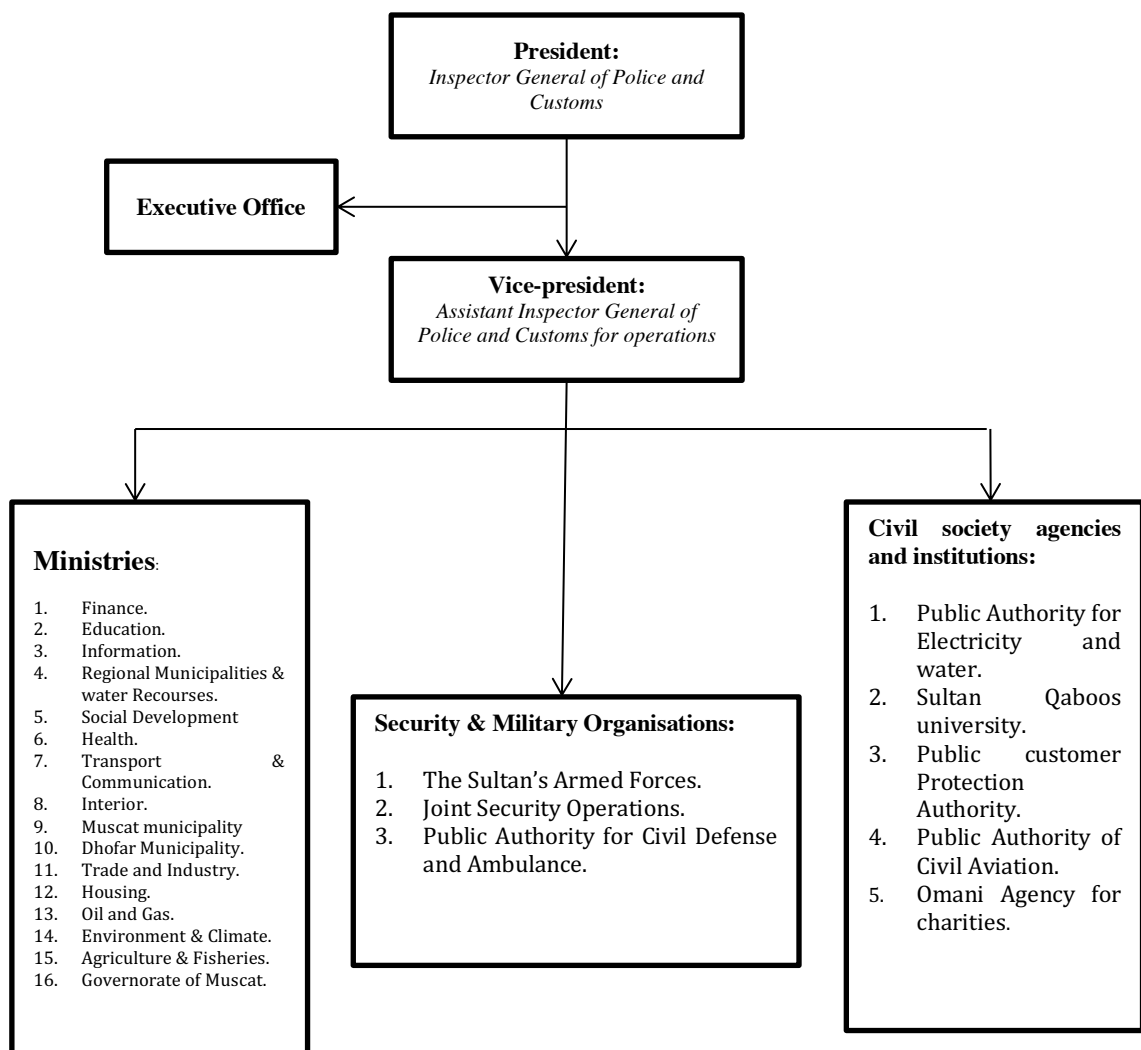 President:
Inspector General of Police and
Customs
Executive Office
Vice-president:
Assistant Inspector General of
Police and Customs for operations
Ministries:
1. Finance.
2. Education.
3. Information.
4. Regional Municipalities &
water Recourses.
5. Social Development
6. Health.
7. Transport &
Communication.
8. Interior.
9. Muscat municipality
10. Dhofar Municipality.
11. Trade and Industry.
12. Housing.
13. Oil and Gas.
14. Environment & Climate.
15. Agriculture & Fisheries.
16. Governorate of Muscat.
Security & Military Organisations:
1. The Sultan’s Armed Forces.
2. Joint Security Operations.
3. Public Authority for Civil Defense
and Ambulance.
Civil society agencies
and institutions:
1. Public Authority for
Electricity and
water.
2. Sultan Qaboos
university.
3. Public customer
Protection
Authority.
4. Public Authority of
Civil Aviation.
5. Omani Agency for
charities.